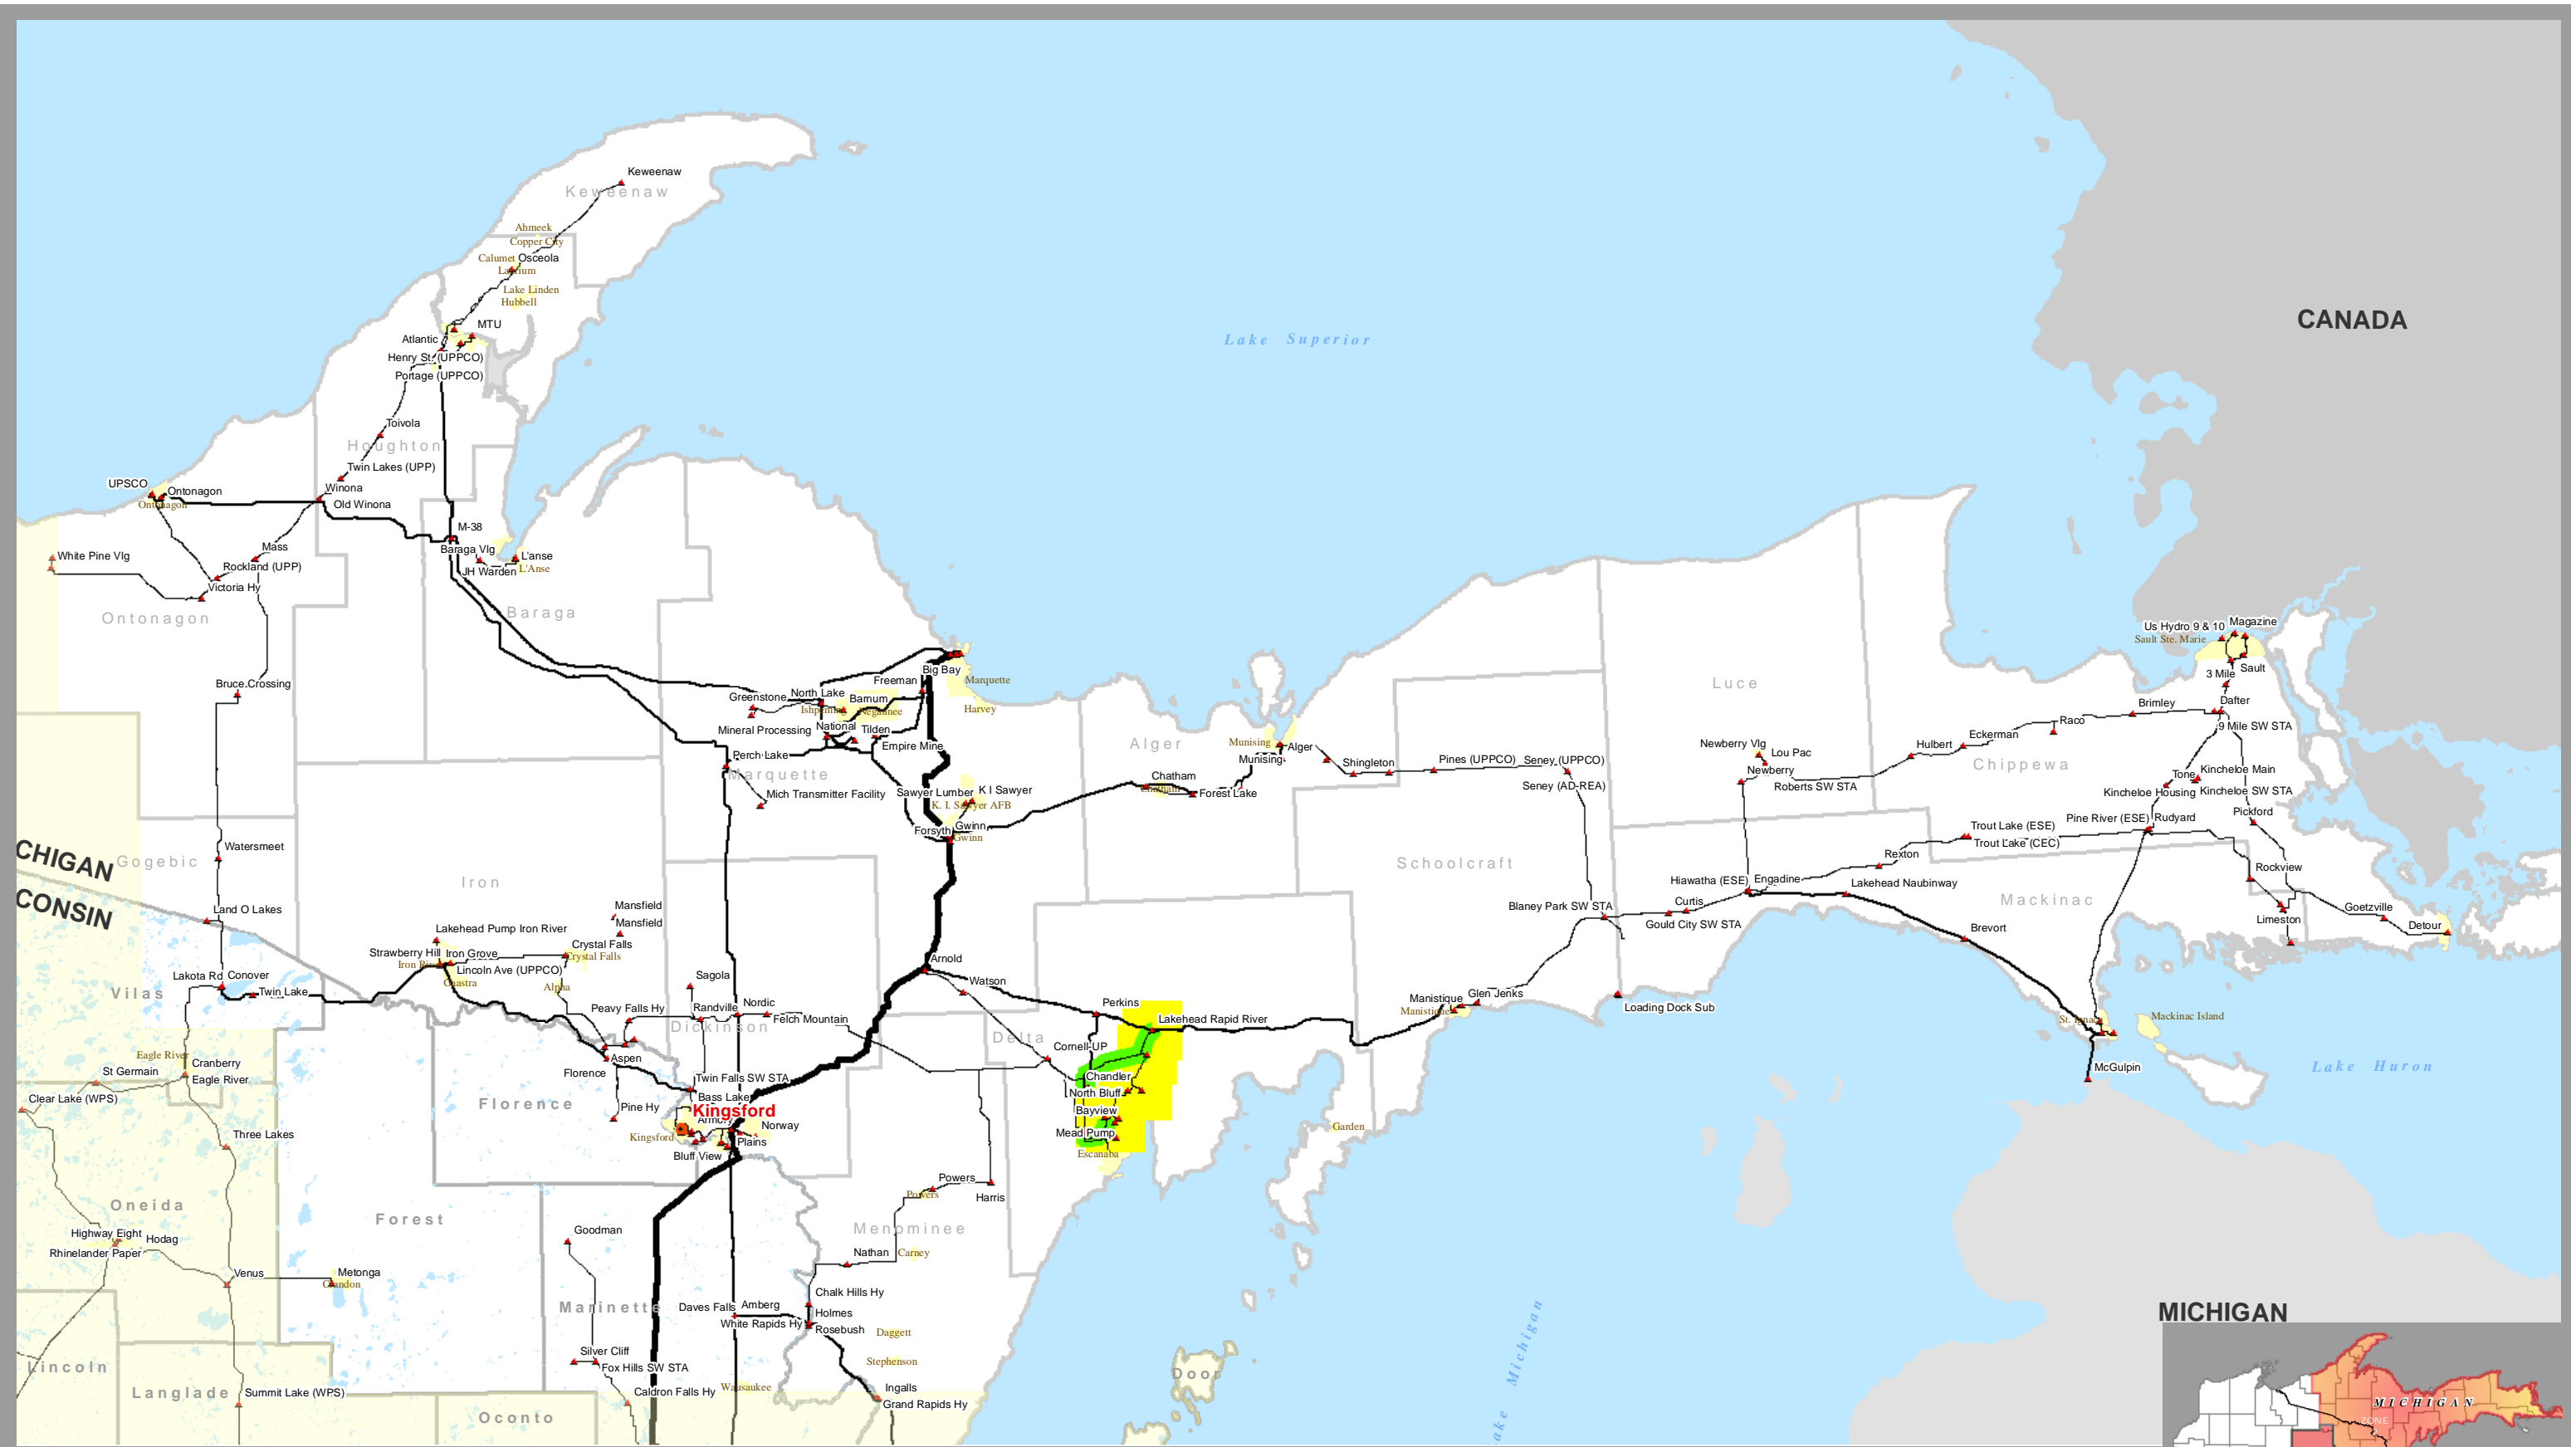 Keweenaw
Keweenaw
Ahmeek
Copper City
Calumet
Osceola
Laurium
Lake Linden
Hubbell
MTU
Atlantic
Henry St. (UPPCO)
Portage (UPPCO)
Lake Superior
CANADA
Toivola
Houghton
Twin Lakes (UPP)
UPSCO
Ontonagon
Ontonagon
Winona
Old Winona
M-38
Baraga Vlg
L'anse
JH Warden
L'Anse
White Pine Vlg
Mass
Rockland (UPP)
Victoria Hy
Ontonagon
Baraga
Us Hydro 9 & 10
Magazine
Sault Ste. Marie
Sault
3 Mile
Dafter
Brimley
9 Mile SW STA
Raco
Eckerman
Hulbert
Chippewa
Luce
Big Bay
Freeman
Marquette
Harvey
Greenstone
North Lake
Barnum
Ishpeming
Negaunee
Mineral Processing
National
Tilden
Empire Mine
Perch Lake
Marquette
Mich Transmitter Facility
Sawyer Lumber
K I Sawyer
K. I. Sawyer AFB
Forsyth
Gwinn
Gwinn
Bruce Crossing
Alger
Munising
Alger
Munising
Chatham
Chatham
Forest Lake
Shingleton
Pines (UPPCO)
Seney (UPPCO)
Seney (AD-REA)
Newberry Vlg
Lou Pac
Newberry
Roberts SW STA
Tone
Kincheloe Main
Kincheloe Housing
Kincheloe SW STA
Pickford
Pine River (ESE)
Rudyard
Trout Lake (ESE)
Trout Lake (CEC)
Rexton
Rockview
Watersmeet
CHIGAN
Gogebic
CONSIN
Iron
Schoolcraft
Hiawatha (ESE)
Engadine
Lakehead Naubinway
Mackinac
Blaney Park SW STA
Curtis
Gould City SW STA
Brevort
Limeston
Goetzville
Detour
Land O Lakes
Mansfield
Mansfield
Lakehead Pump Iron River
Strawberry Hill
Iron Grove
Iron River
Lincoln Ave (UPPCO)
Crystal Falls
Crystal Falls
Gaastra
Alpha
Lakota Rd
Conover
Twin Lake
Vilas
Arnold
Watson
Sagola
Peavy Falls Hy
Randville
Nordic
Felch Mountain
Dickinson
Perkins
Lakehead Rapid River
Delta
Cornell-UP
Chandler
North Bluff
Bayview
Mead Pump
Escanaba
Manistique
Manistique
Glen Jenks
Loading Dock Sub
St. Ignace
Mackinac Island
McGulpin
Lake Huron
Eagle River
Cranberry
Eagle River
St Germain
Clear Lake (WPS)
Three Lakes
Aspen
Florence
Twin Falls SW STA
Bass Lake
Kingsford
Armory
Kingsford
Norway
Plains
Bluff View
Pine Hy
Florence
Garden
Powers
Powers
Harris
Menominee
Nathan
Carney
Oneida
Forest
Highway Eight
Hodag
Rhinelander Paper
Venus
Metonga
Crandon
Goodman
Marinette
Daves Falls
Amberg
White Rapids Hy
Chalk Hills Hy
Holmes
Rosebush
Daggett
Stephenson
Silver Cliff
Fox Hills SW STA
Caldron Falls Hy
Wausaukee
Ingalls
Grand Rapids Hy
Lincoln
Langlade
Summit Lake (WPS)
Oconto
Door
Lake Michigan
MICHIGAN
MICHIGAN
ZONE